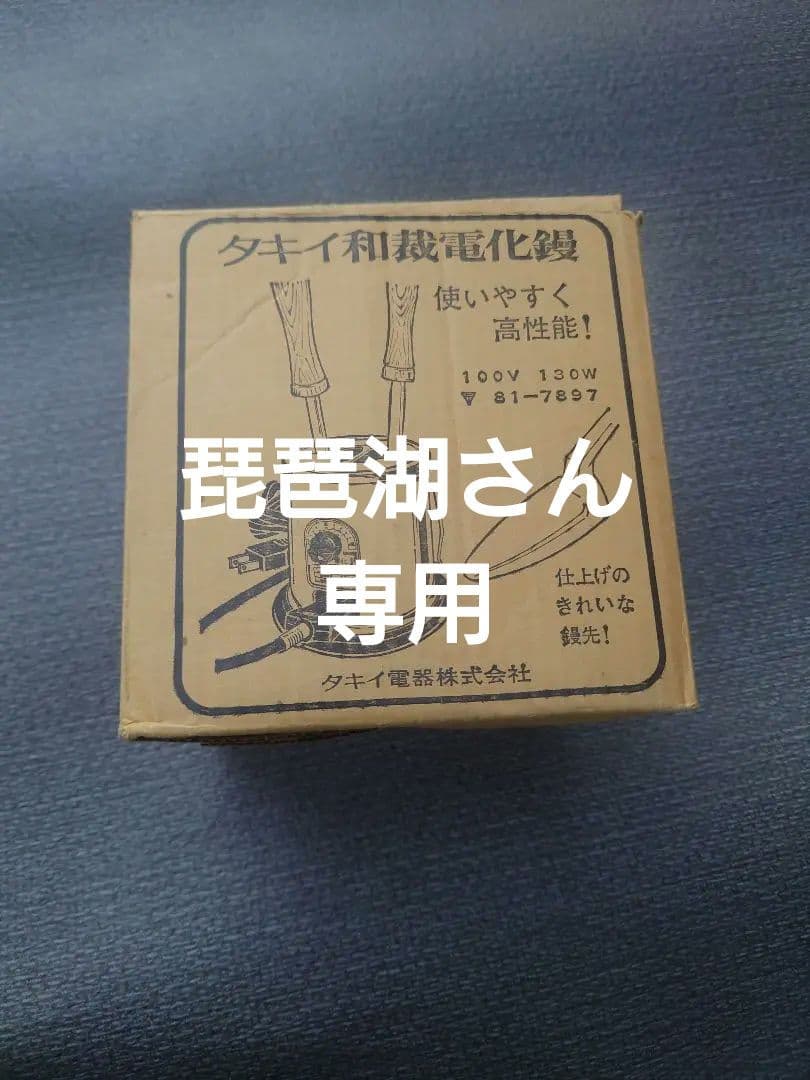 タキイ和裁電化鏝
使いやすく
高性能!
100V 130W
81-7897
琵琶湖さん
専用
仕上げの
きれいな
鏝先!
タキイ電器株式会社